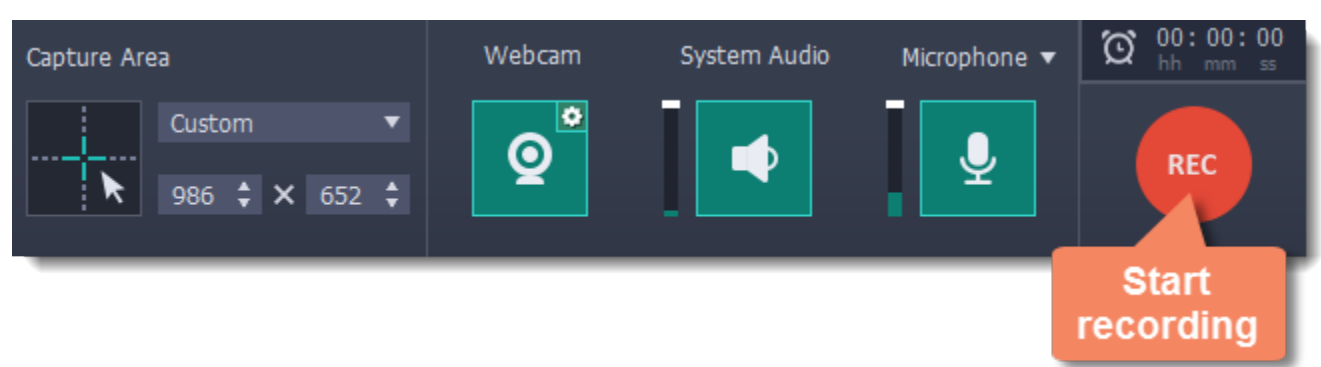 Capture Area
Webcam
System Audio
Microphone
00: 00: 00
hh mm ss
Custom
986 × 652
REC
Start
recording